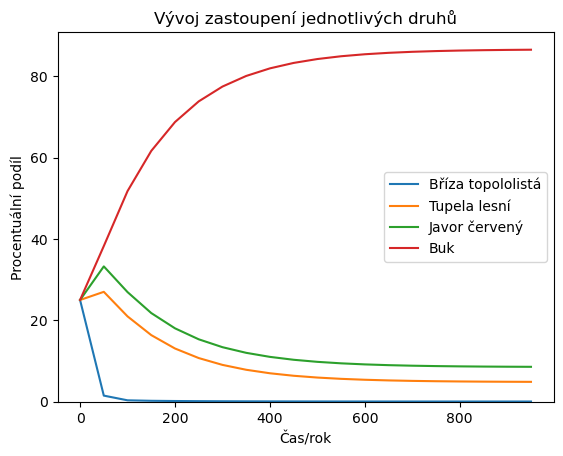 Vývoj zastoupení jednotlivých druhů
Procentuální podíl
80
60
40
20
0
Bříza topololistá
Tupela lesní
Javor červený
Buk
0 200 400 600 800
Čas/rok